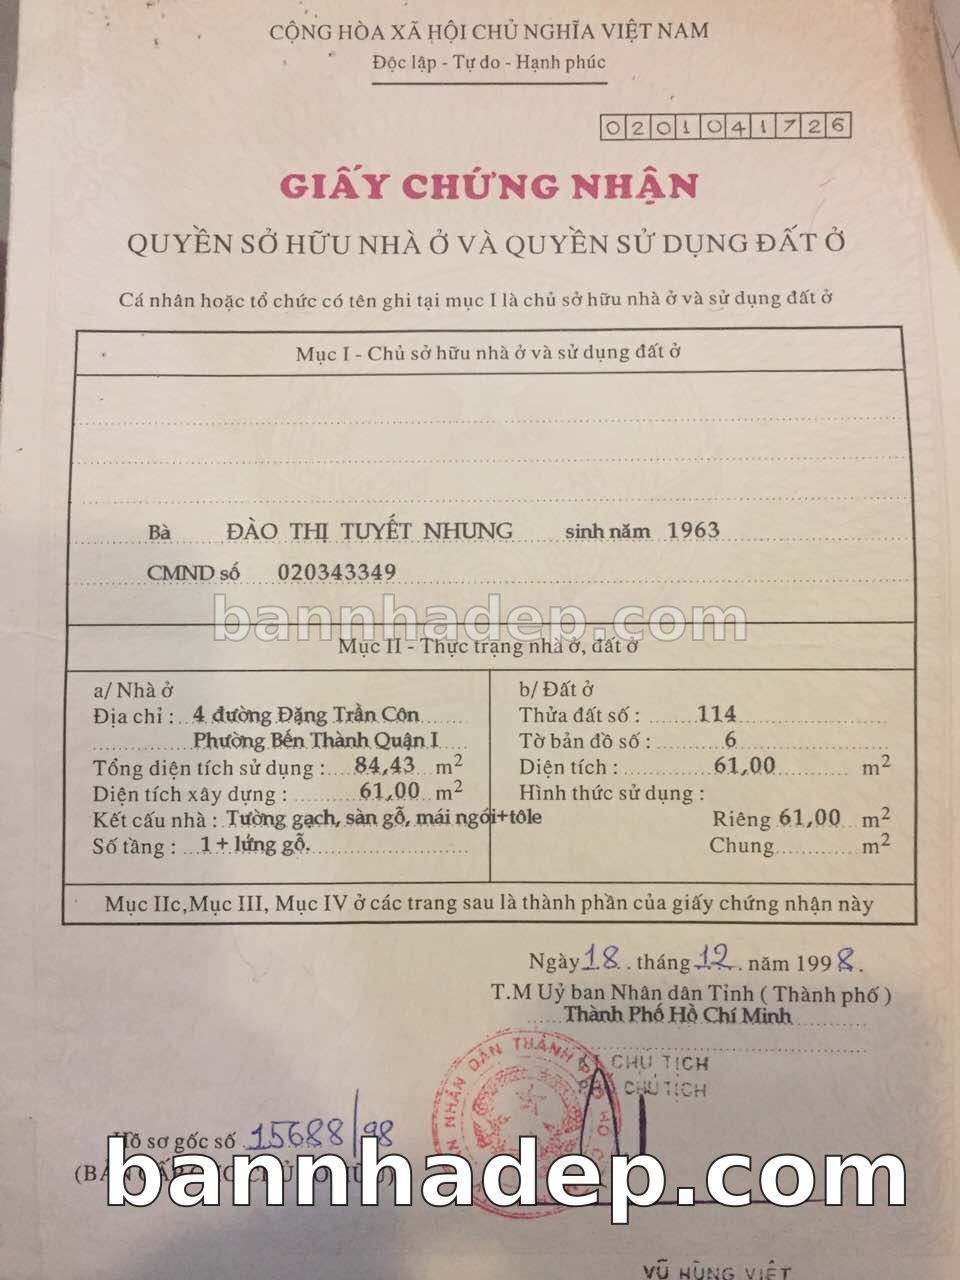 CỘNG HÒA XÃ HỘI CHỦ NGHĨA VIỆT NAM
Độc lập - Tự do - Hạnh phúc
0201041726
GIẤY CHỨNG NHẬN
QUYỀN SỞ HỮU NHÀ Ở VÀ QUYỀN SỬ DỤNG ĐẤT Ở
Cá nhân hoặc tổ chức có tên ghi tại mục I là chủ sở hữu nhà ở và sử dụng đất ở
Mục I - Chủ sở hữu nhà ở và sử dụng đất ở
Bà ĐÀO THỊ TUYẾT NHUNG sinh năm 1963
CMND số 020343349
bannhadep.com
Mục II - Thực trạng nhà ở, đất ở
a/ Nhà ở
Địa chỉ : 4 đường Đặng Trần Côn
Phường Bến Thành Quận I
Tổng diện tích sử dụng : 84,43 m2
Diện tích xây dựng : 61,00 m2
Kết cấu nhà : Tường gạch, sàn gỗ, mái ngói+tôle
Số tầng : 1 + lửng gỗ.
b/ Đất ở
Thửa đất số : 114
Tờ bản đồ số : 6
Diện tích : 61,00 m2
Hình thức sử dụng :
Riêng 61,00 m2
Chung m2
Mục IIc,Mục III, Mục IV ở các trang sau là thành phần của giấy chứng nhận này
Ngày 18 . tháng 12 . năm 1998.
T.M Uỷ ban Nhân dân Tỉnh ( Thành phố )
Thành Phố Hồ Chí Minh
CHỦ TỊCH
CHỦ TỊCH
NHÂN DÂN THÀNH
Hồ sơ gốc số 15688/98
bannhadep.com
VŨ HÙNG VIỆT